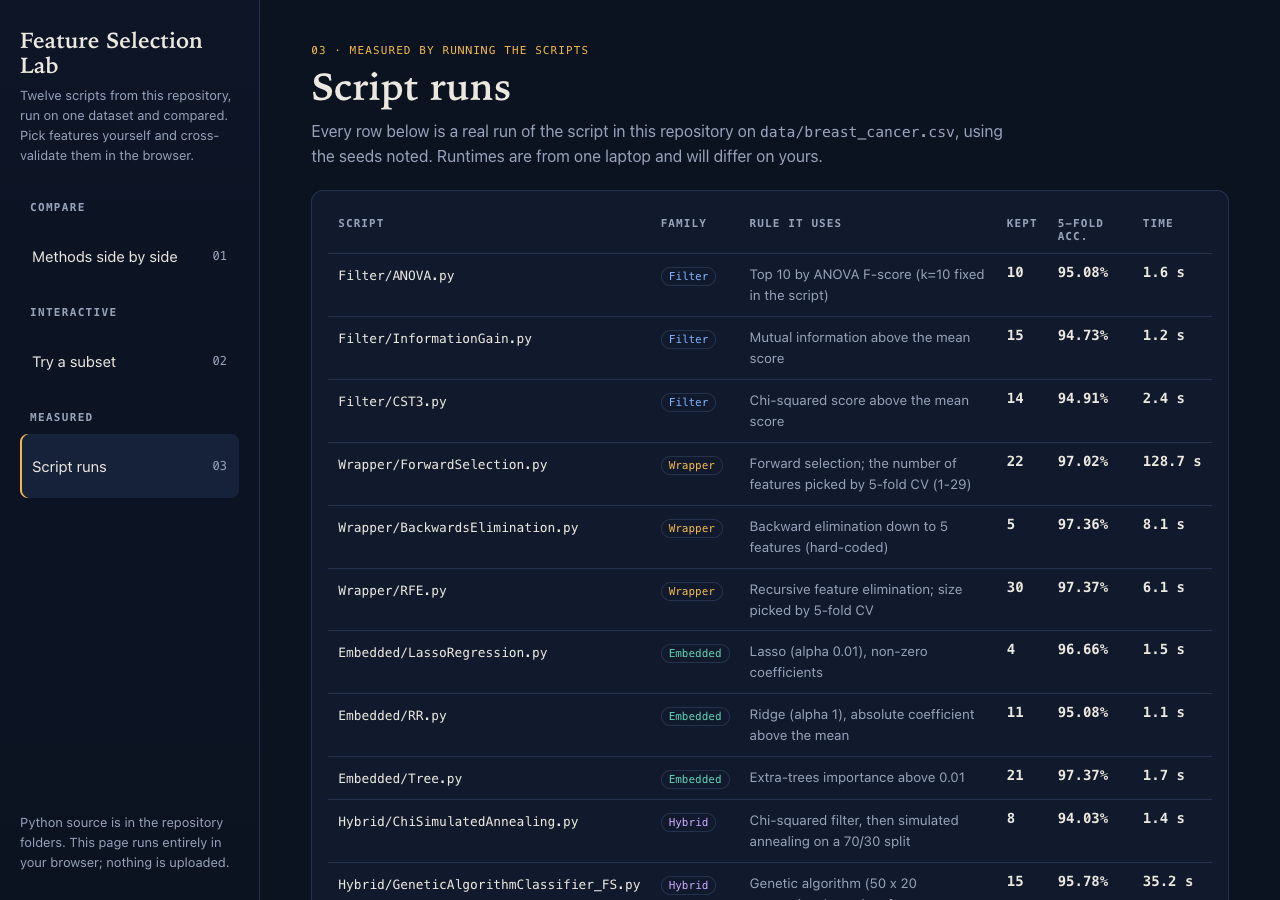 Feature Selection
Lab
Twelve scripts from this repository,
run on one dataset and compared.
Pick features yourself and cross-
validate them in the browser.
COMPARE
Methods side by side 01
INTERACTIVE
Try a subset 02
MEASURED
Script runs 03
Python source is in the repository
folders. This page runs entirely in
your browser; nothing is uploaded.
03 · MEASURED BY RUNNING THE SCRIPTS
Script runs
Every row below is a real run of the script in this repository on data/breast_cancer.csv, using
the seeds noted. Runtimes are from one laptop and will differ on yours.
SCRIPT FAMILY RULE IT USES KEPT 5-FOLD TIME
ACC.
Filter/ANOVA.py Filter Top 10 by ANOVA F-score (k=10 fixed 10 95.08% 1.6 s
in the script)
Filter/InformationGain.py Filter Mutual information above the mean 15 94.73% 1.2 s
score
Filter/CST3.py Filter Chi-squared score above the mean 14 94.91% 2.4 s
score
Wrapper/ForwardSelection.py Wrapper Forward selection; the number of 22 97.02% 128.7 s
features picked by 5-fold CV (1-29)
Wrapper/BackwardsElimination.py Wrapper Backward elimination down to 5 5 97.36% 8.1 s
features (hard-coded)
Wrapper/RFE.py Wrapper Recursive feature elimination; size 30 97.37% 6.1 s
picked by 5-fold CV
Embedded/LassoRegression.py Embedded Lasso (alpha 0.01), non-zero 4 96.66% 1.5 s
coefficients
Embedded/RR.py Embedded Ridge (alpha 1), absolute coefficient 11 95.08% 1.1 s
above the mean
Embedded/Tree.py Embedded Extra-trees importance above 0.01 21 97.37% 1.7 s
Hybrid/ChiSimulatedAnnealing.py Hybrid Chi-squared filter, then simulated 8 94.03% 1.4 s
annealing on a 70/30 split
Hybrid/GeneticAlgorithmClassifier_FS.py Hybrid Genetic algorithm (50 x 20 15 95.78% 35.2 s